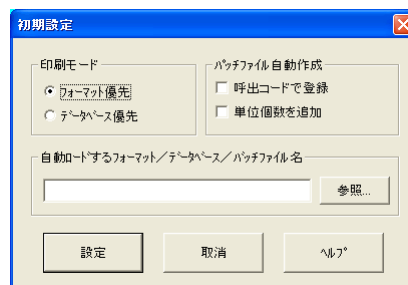 初期設定
印刷モード
ﾌｫｰﾏｯﾄ優先
ﾃﾞｰﾀﾍﾞｰｽ優先
ﾊﾞｯﾁﾌｧｲﾙ自動作成
呼出コードで登録
単位個数を追加
自動ﾛｰﾄﾞするﾌｫｰﾏｯﾄ／ﾃﾞｰﾀﾍﾞｰｽ／ﾊﾞｯﾁﾌｧｲﾙ名
参照...
設定
取消
ﾍﾙﾌﾟ